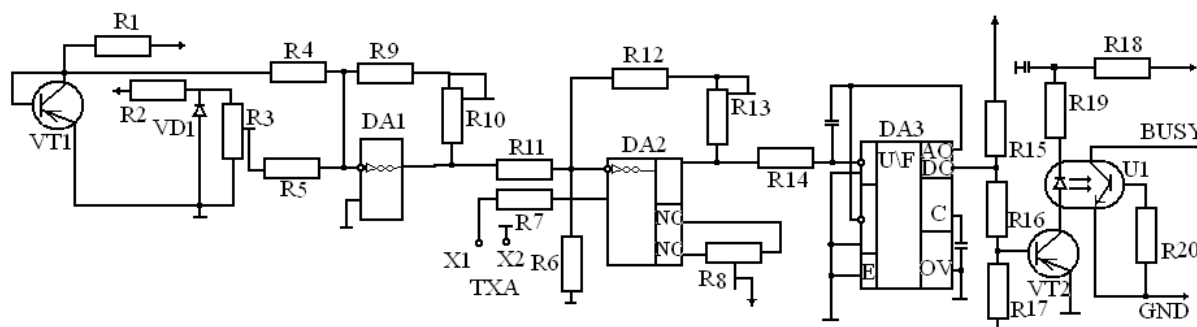 R1
R4
R9
R12
R18
R2
VD1
R3
VT1
R5
DA1
R10
R11
DA2
R13
R14
DA3
U\F
AO
DO
C
E
OV
R15
R19
BUSY
U1
R7
NC
NC
X1
X2
TXA
R6
R8
R16
R17
VT2
R20
GND